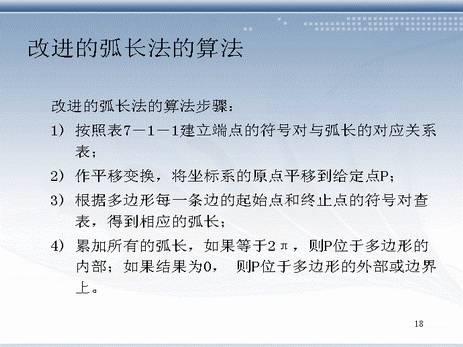 改进的弧长法的算法
改进的弧长法的算法步骤：
1) 按照表7－1－1建立端点的符号对与弧长的对应关系
表；
2) 作平移变换，将坐标系的原点平移到给定点P；
3) 根据多边形每一条边的起始点和终止点的符号对查
表，得到相应的弧长；
4) 累加所有的弧长，如果等于2π，则P位于多边形的
内部；如果结果为0， 则P位于多边形的外部或边界
上。
18